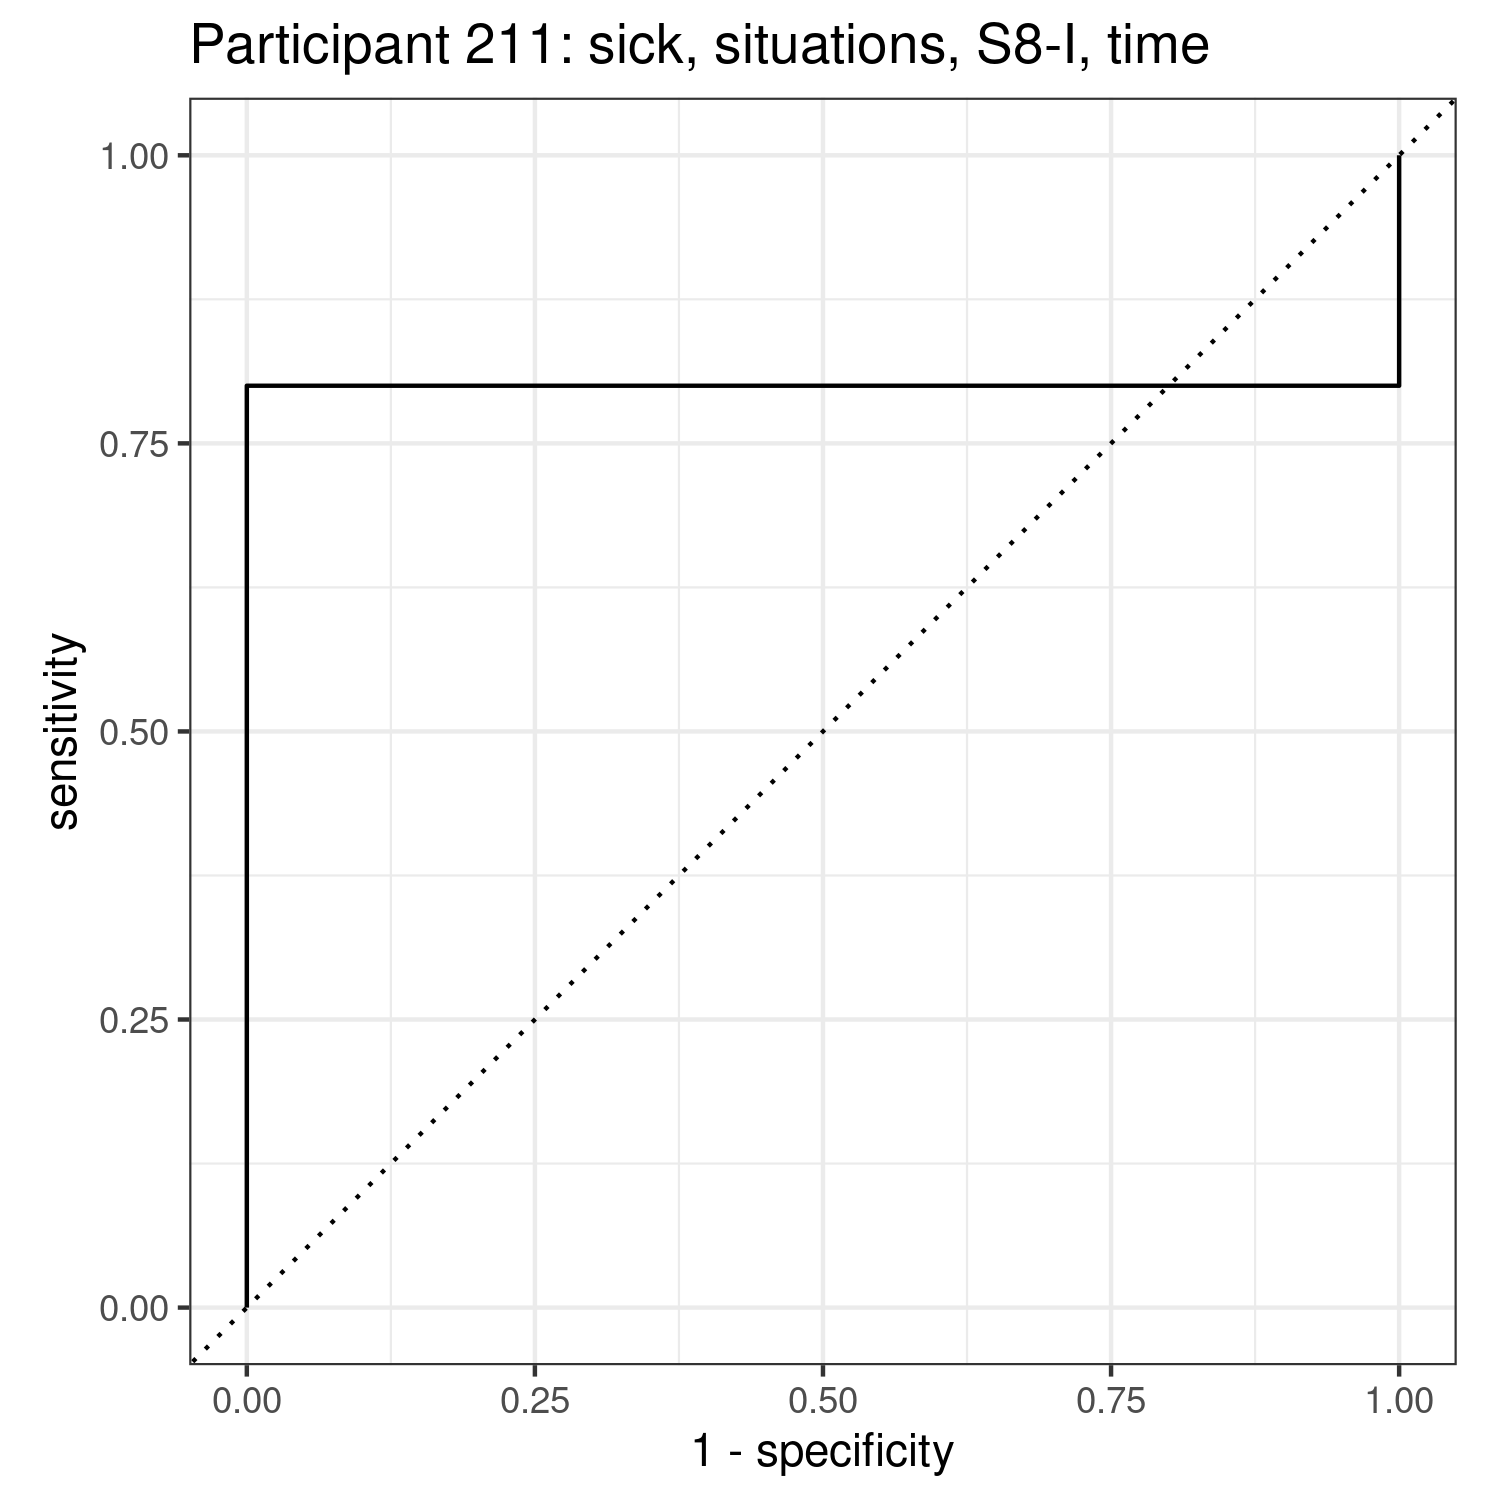 Participant 211: sick, situations, S8-I, time
1.00
0.75
0.50
0.25
0.00
sensitivity
0.00 0.25 0.50 0.75 1.00
1 - specificity